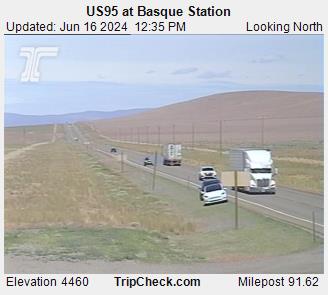 US95 at Basque Station
Updated: Jun 16 2024 12:35 PM Looking North
Elevation 4460 TripCheck.com Milepost 91.62